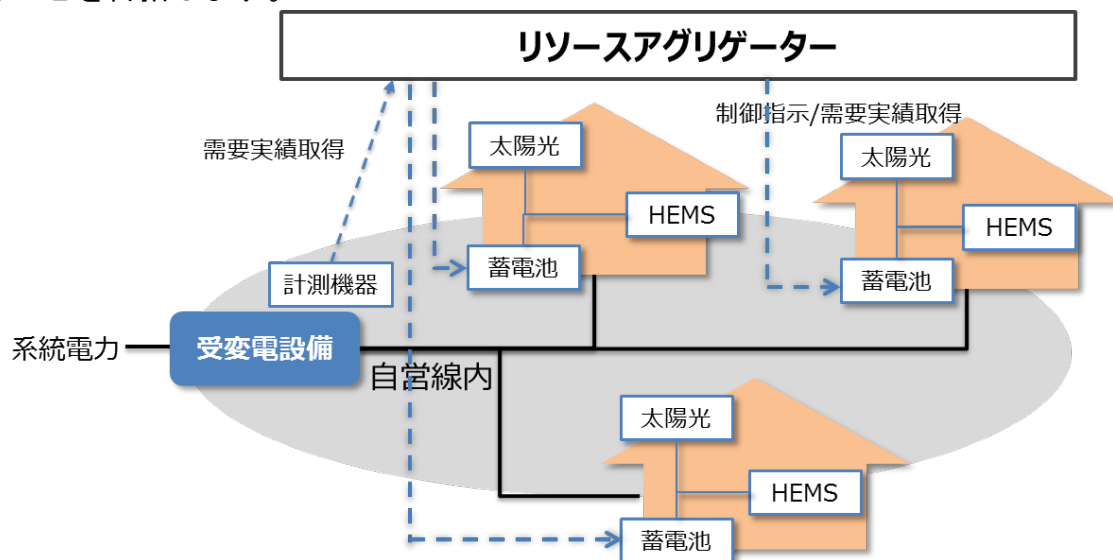 リソースアグリゲーター
制御指示/需要実績取得
需要実績取得
太陽光
HEMS
蓄電池
太陽光
HEMS
蓄電池
計測機器
系統電力
受変電設備
自営線内
太陽光
HEMS
蓄電池